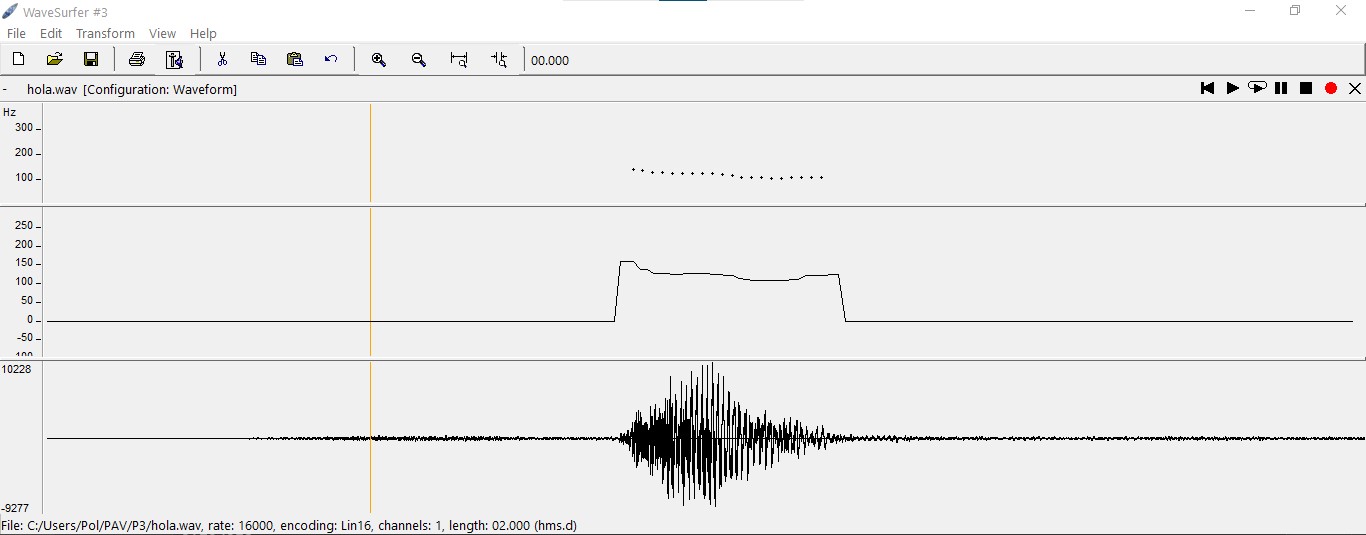 WaveSurfer #3
File Edit Transform View Help
00.000
- hola.wav [Configuration: Waveform]
Hz
300
200
100
250
200
150
100
50
0
-50
10228
-9277
File: C:/Users/Pol/PAV/P3/hola.wav, rate: 16000, encoding: Lin16, channels: 1, length: 02.000 (hms.d)